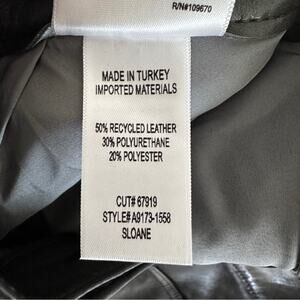 R/N#109670
MADE IN TURKEY
IMPORTED MATERIALS
50% RECYCLED LEATHER
30% POLYURETHANE
20% POLYESTER
CUT# 67919
STYLE# A9173-1558
SLOANE